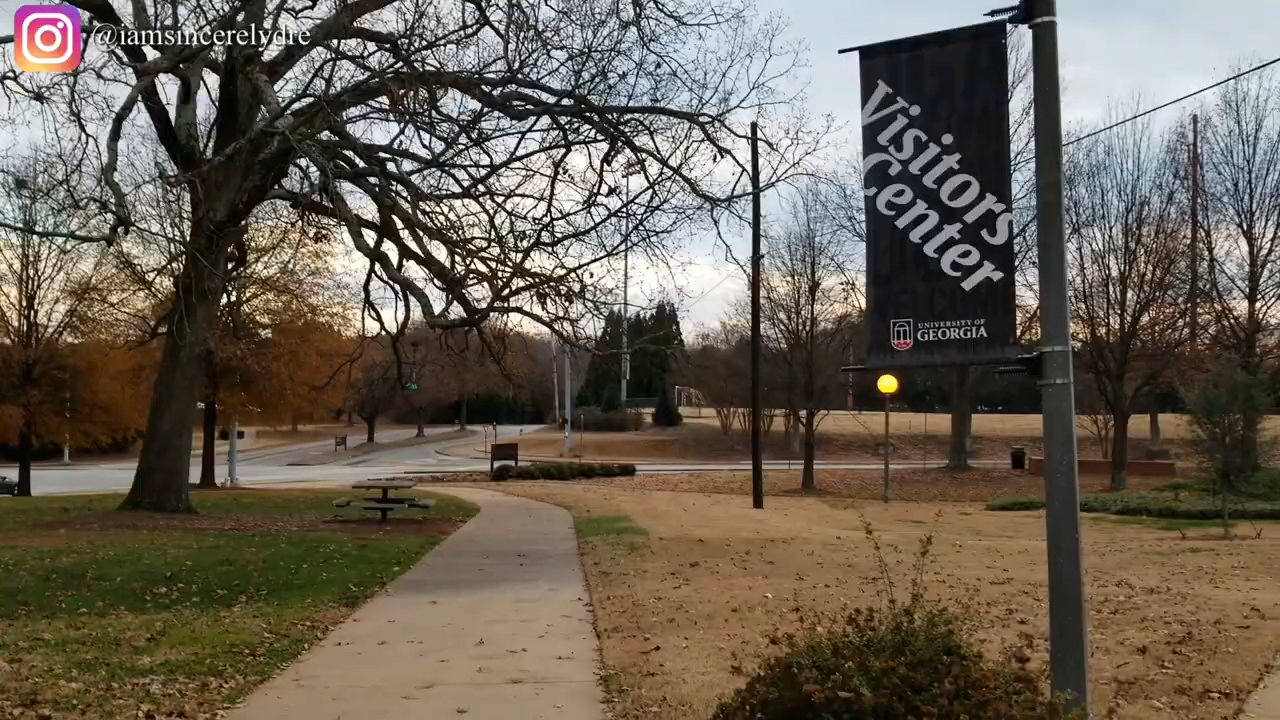 @iamsincerelydre
Visitors
Center
UNIVERSITY OF
GEORGIA